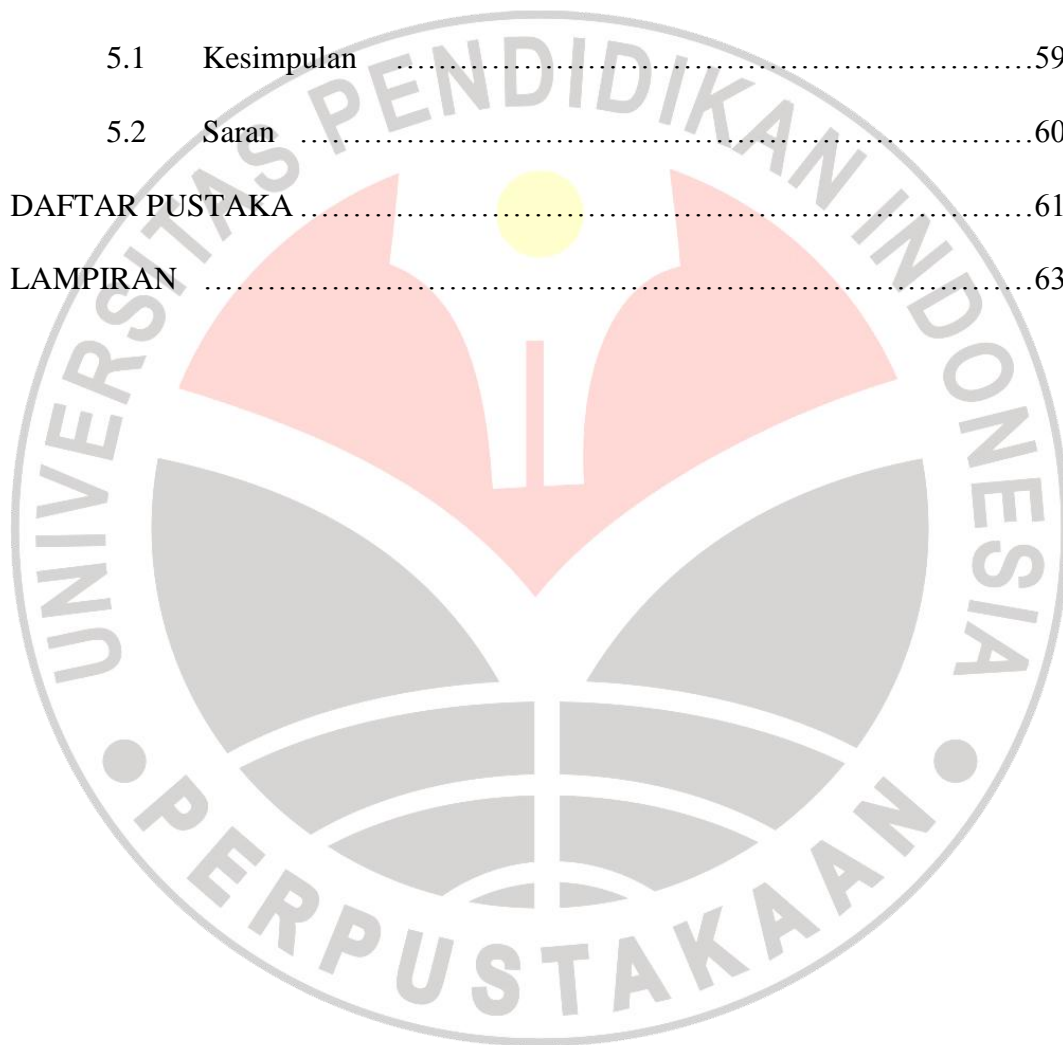 5.1 Kesimpulan ……………………………………………………………59
5.2 Saran ……………………………………………………………………60
DAFTAR PUSTAKA ……………………………………………………………………61
LAMPIRAN ……………………………………………………………………………63
UNIVERSITAS PENDIDIKAN INDONESIA
PERPUSTAKAAN